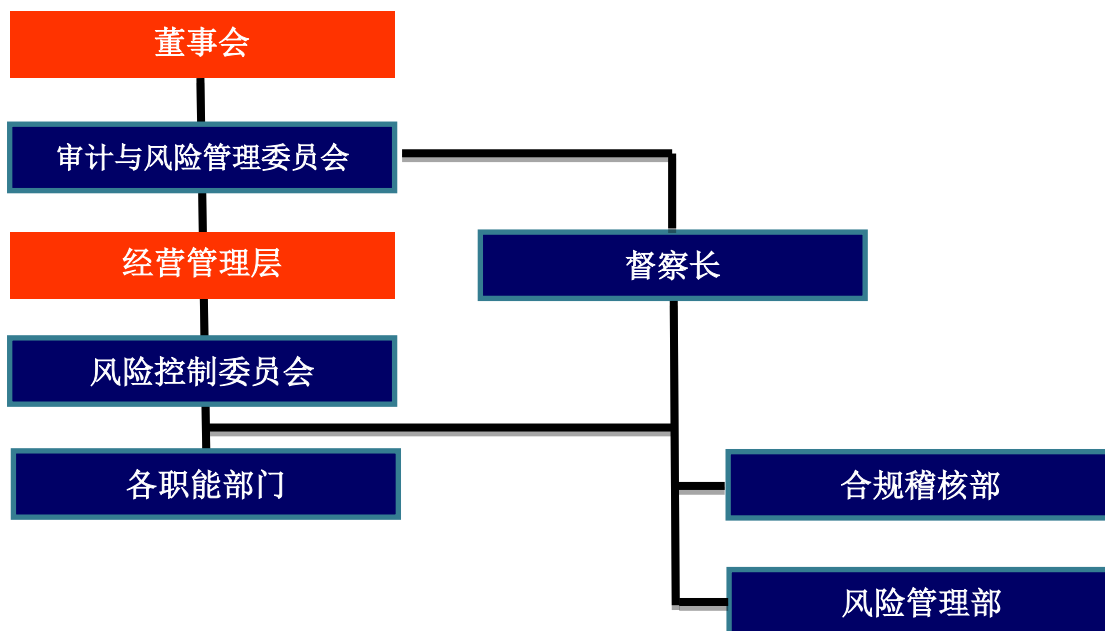 董事会
审计与风险管理委员会
经营管理层
督察长
风险控制委员会
各职能部门
合规稽核部
风险管理部